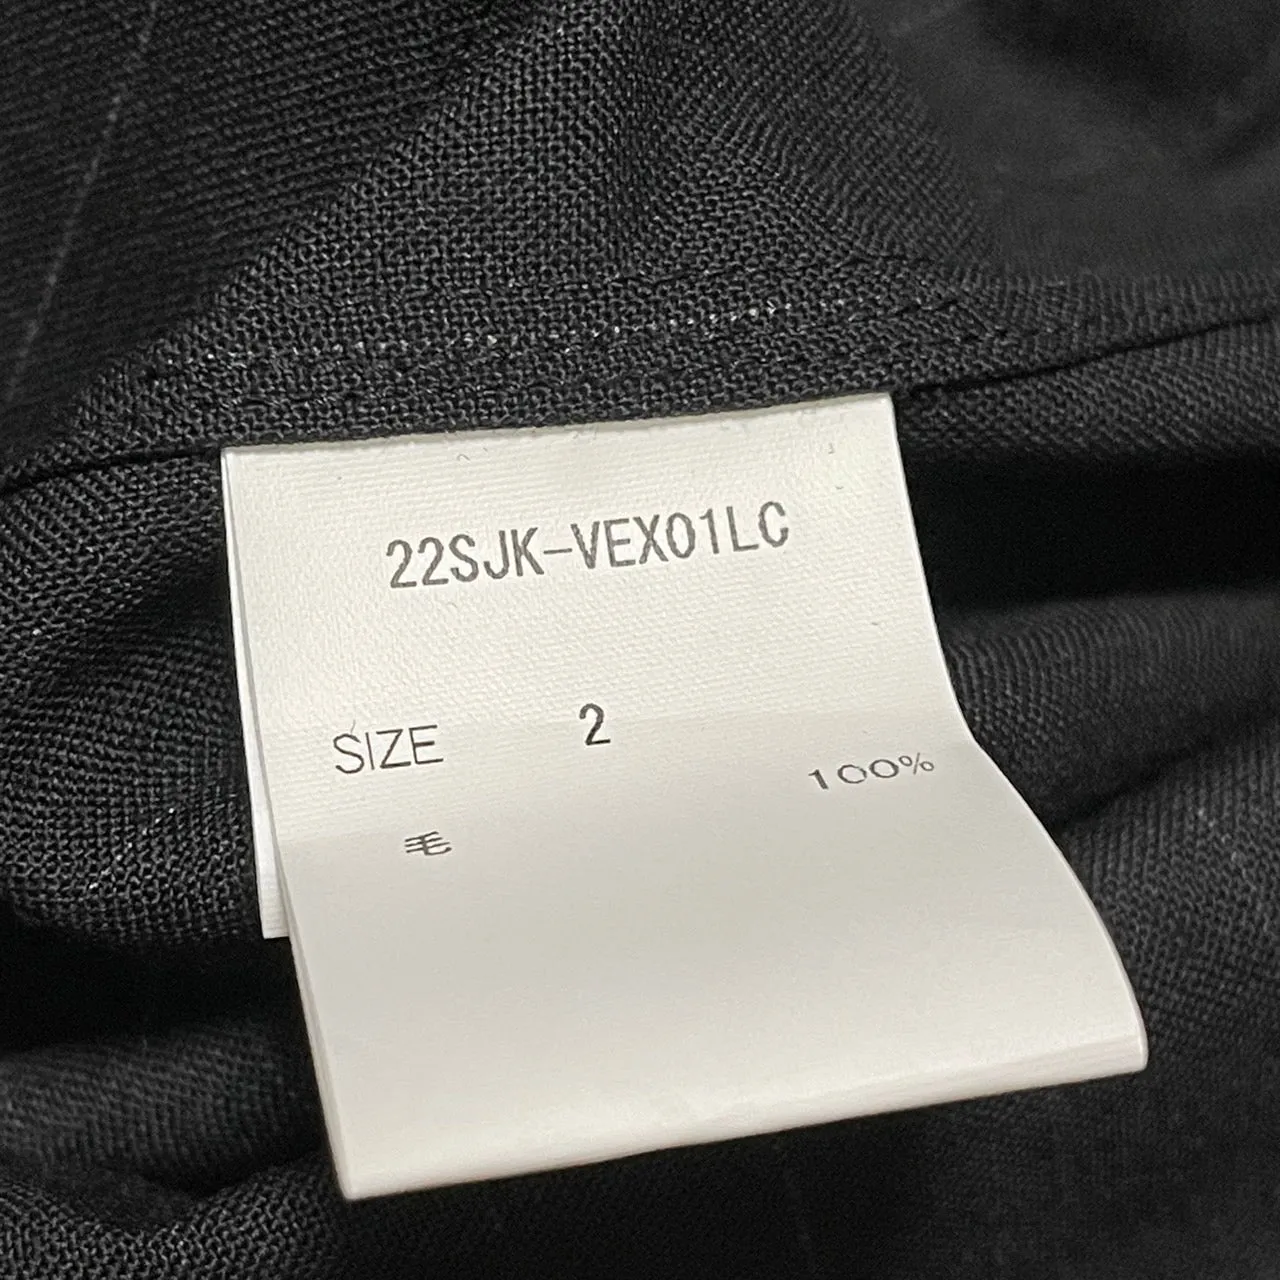 22SJK-VEX01LC
SIZE 2
毛 100%